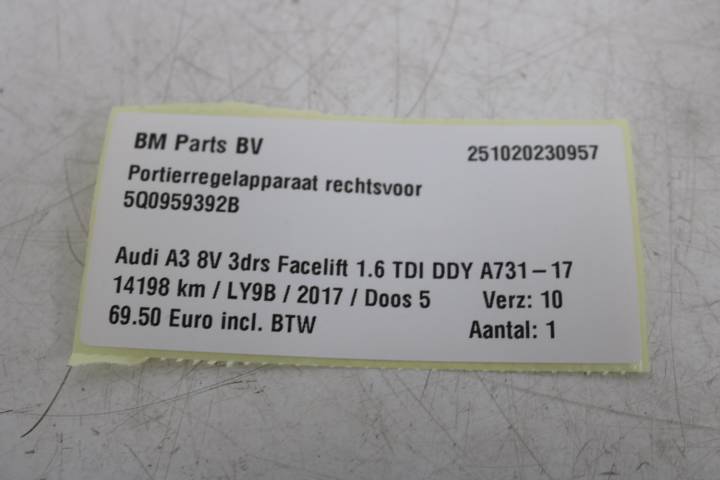 BM Parts BV 251020230957
Portierregelapparaat rechtsvoor
5Q0959392B
Audi A3 8V 3drs Facelift 1.6 TDI DDY A731-17
14198 km / LY9B / 2017 / Doos 5 Verz: 10
69.50 Euro incl. BTW Aantal: 1